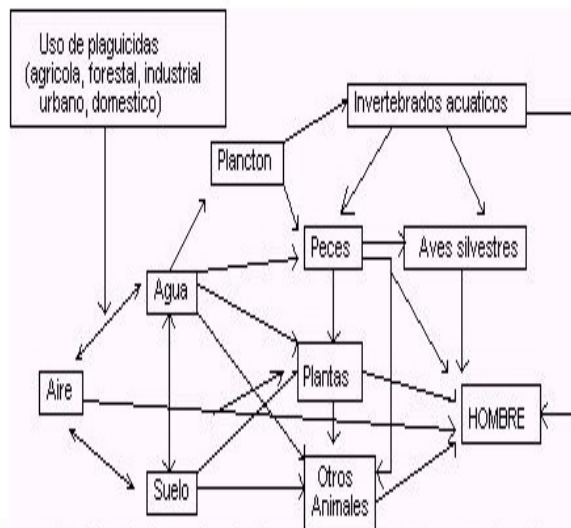 Uso de plaguicidas
(agricola, forestal, industrial
urbano, domestico)
Invertebrados acuaticos
Plancton
Peces
Aves silvestres
Agua
Plantas
Aire
HOMBRE
Suelo
Otros
Animales